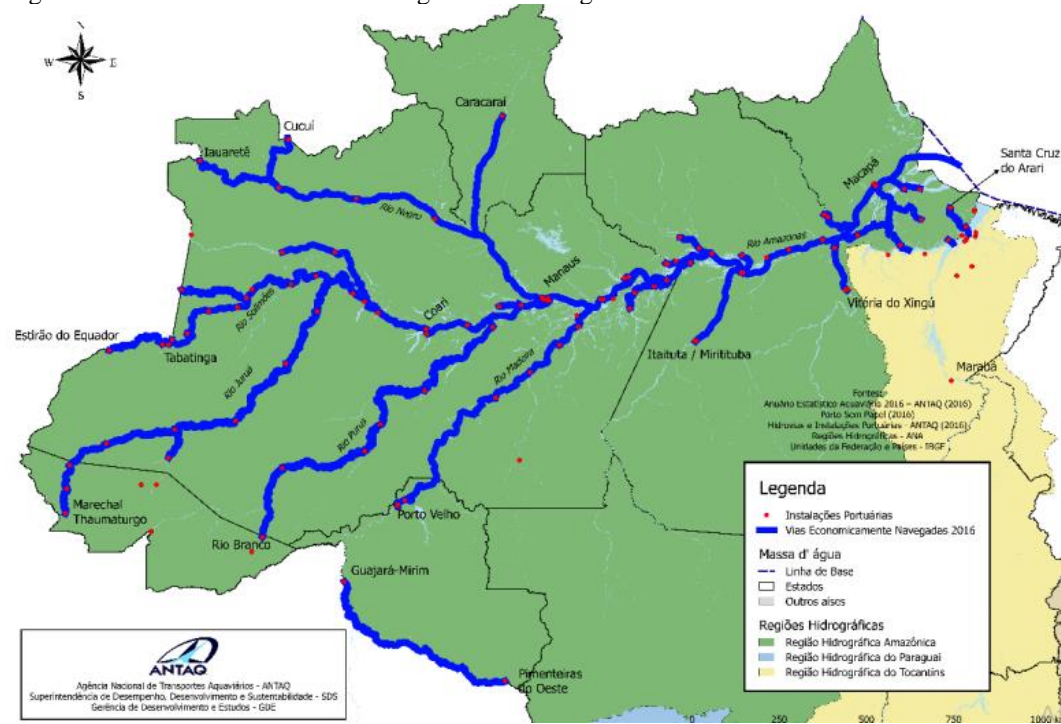 N
W E
S
Caracaraí
Cucuí
Iauaretê
Santa Cruz
do Arari
Macapá
Rio Negro
Rio Amazonas
Manaus
Coari
Rio Solimões
Vitória do Xingú
Estirão do Equador
Tabatinga
Itaituta / Miritituba
Rio Madeira
Rio Juruá
Marabá
Fontes:
Anuário Estatístico Aquaviário 2016 – ANTAQ (2016)
Porto Sem Papel (2016)
Hidrovias e Instalações Portuárias - ANTAQ (2016)
Regiões Hidrográficas - ANA
Unidades da Federação e Países - IBGE
Rio Purus
Marechal
Thaumaturgo
Porto Velho
Rio Branco
Guajará-Mirim
Pimenteiras
do Oeste
Legenda
Instalações Portuárias
Vias Economicamente Navegadas 2016
Massa d' água
Linha de Base
Estados
Outros aíses
Regiões Hidrográficas
Região Hidrográfica Amazônica
Região Hidrográfica do Paraguai
Região Hidrográfica do Tocantins
ANTAQ
Agência Nacional de Transportes Aquaviários - ANTAQ
Superintendência de Desempenho, Desenvolvimento e Sustentabilidade - SDS
Gerência de Desenvolvimento e Estudos - GDE
0 250 500 750 1000